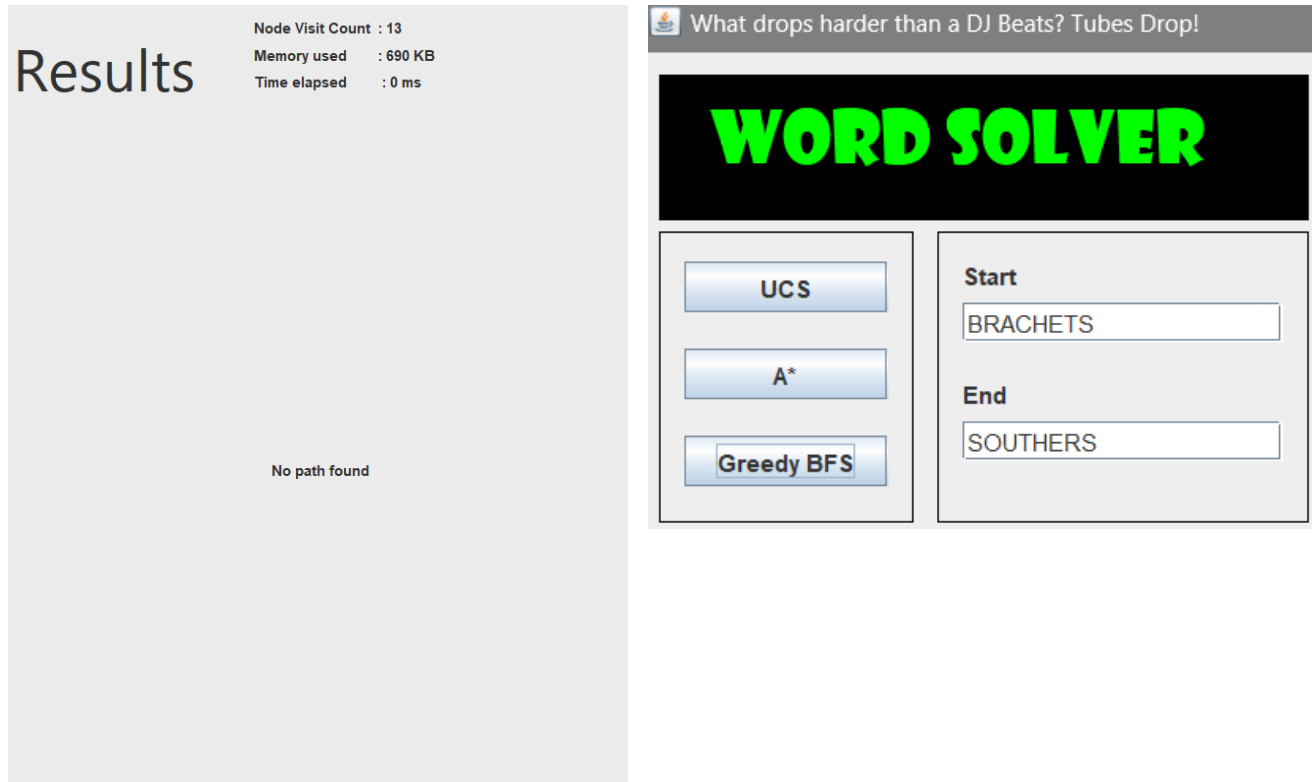 Results
Node Visit Count : 13
Memory used : 690 KB
Time elapsed : 0 ms
No path found
What drops harder than a DJ Beats? Tubes Drop!
WORD SOLVER
UCS
A*
Greedy BFS
Start
BRACHETS
End
SOUTHERS